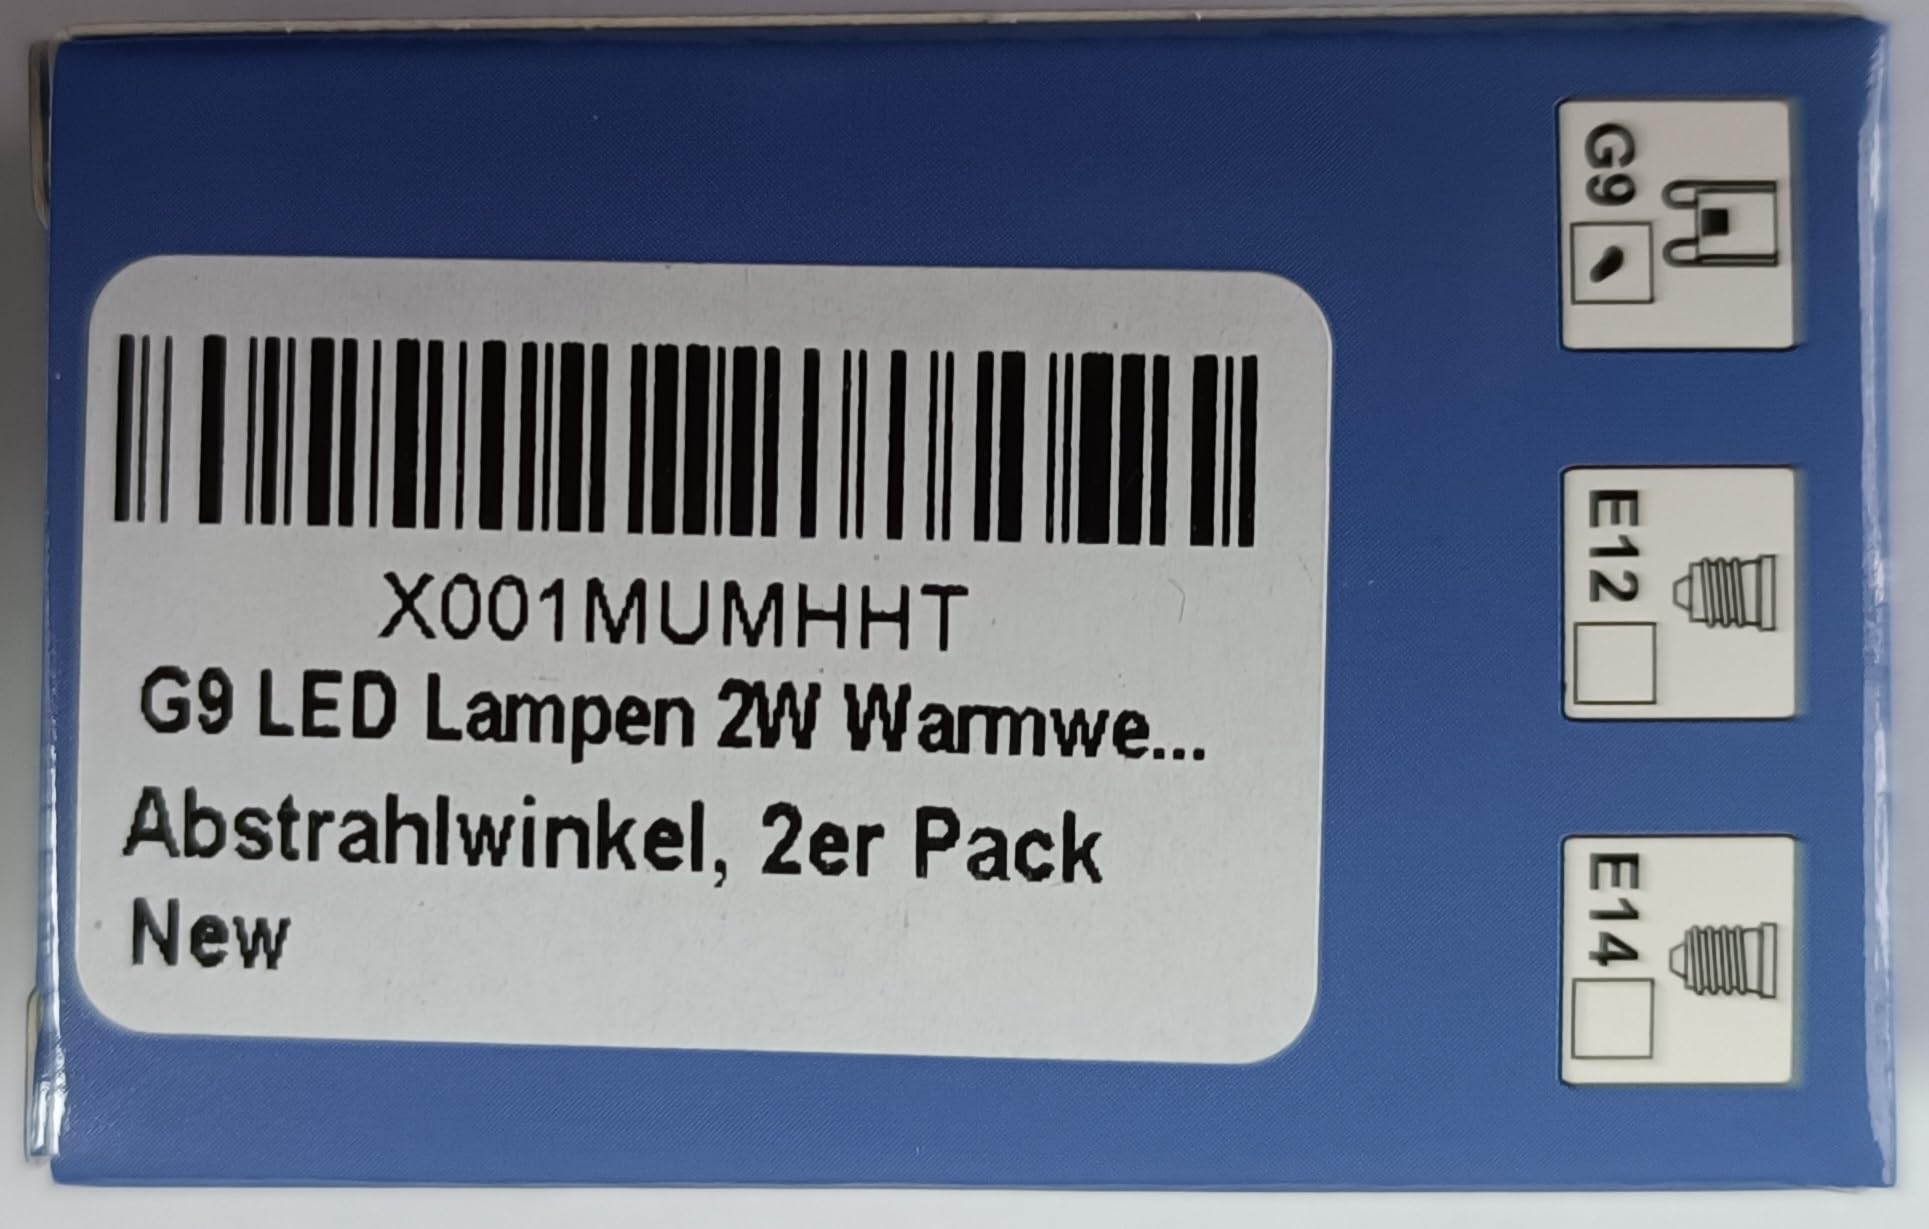 X001MUMHHT
G9 LED Lampen 2W Warmwe...
Abstrahlwinkel, 2er Pack
New
G9
E12
E14